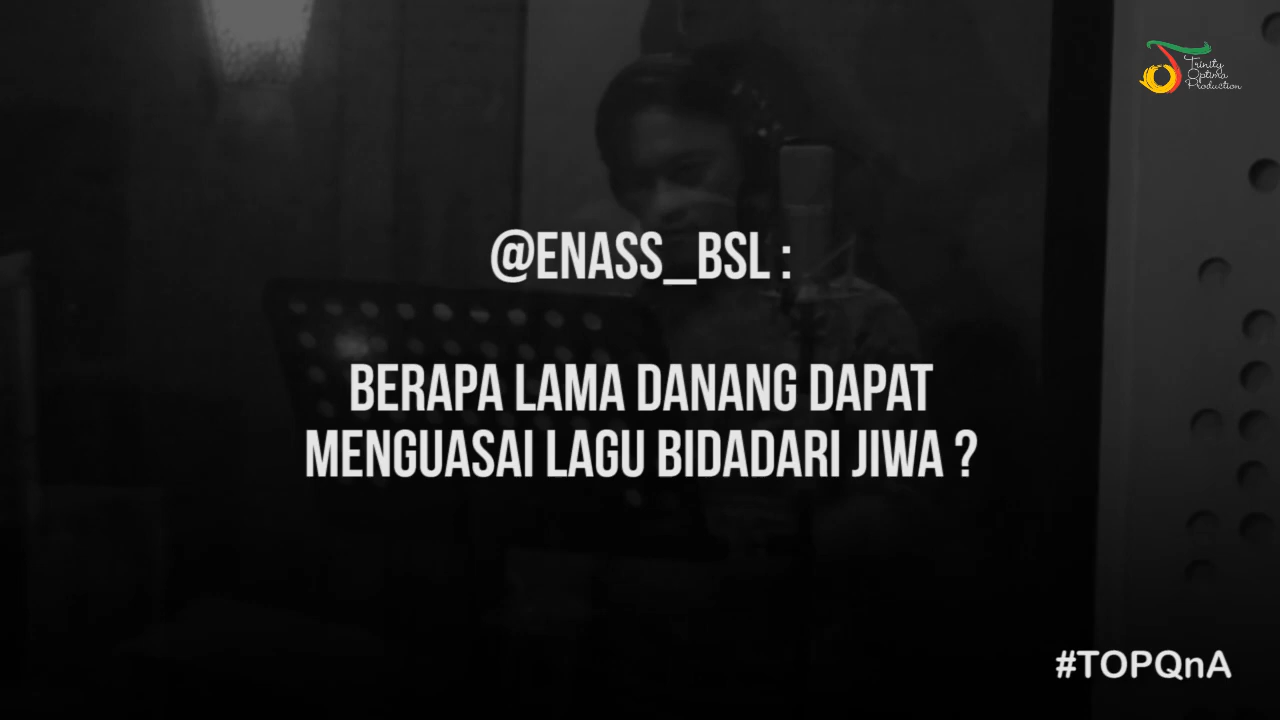 Trinity
Optima
Production
@ENASS_BSL :
BERAPA LAMA DANANG DAPAT
MENGUASAI LAGU BIDADARI JIWA ?
#TOPQnA